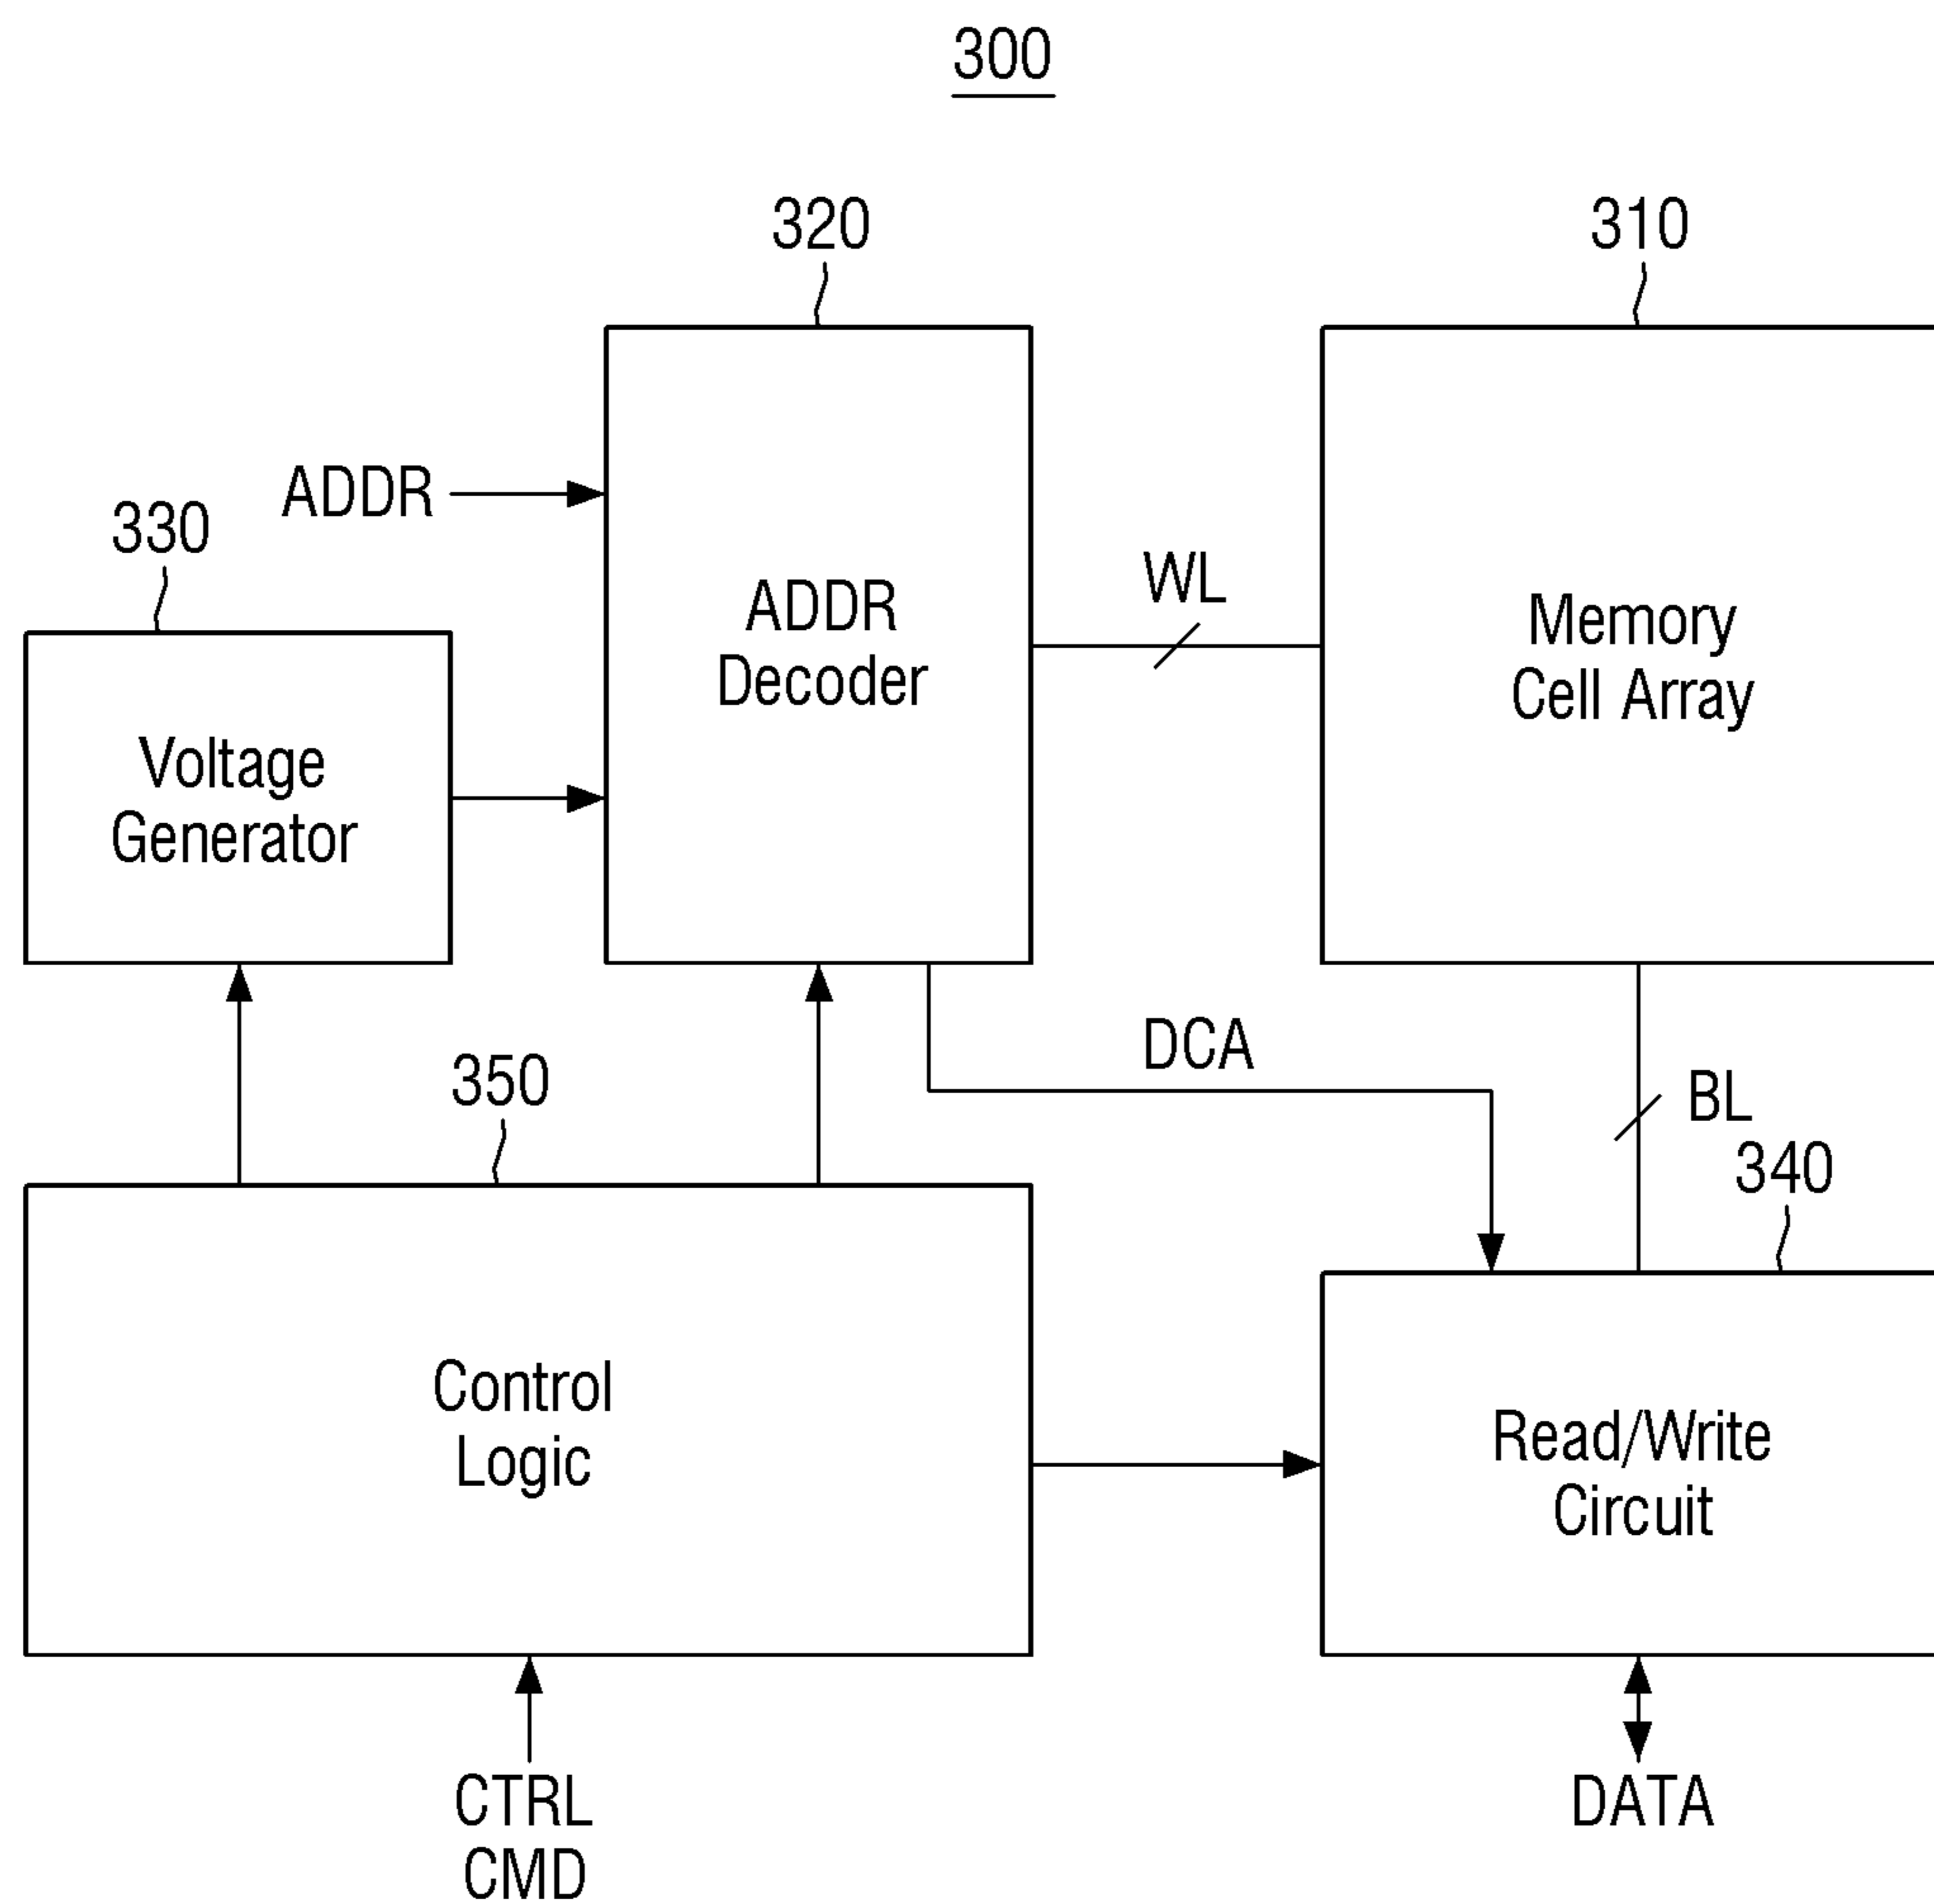 300
320
310
ADDR
330
WL
ADDR
Decoder
Memory
Cell Array
Voltage
Generator
DCA
350
BL
340
Control
Logic
Read/Write
Circuit
CTRL
CMD
DATA